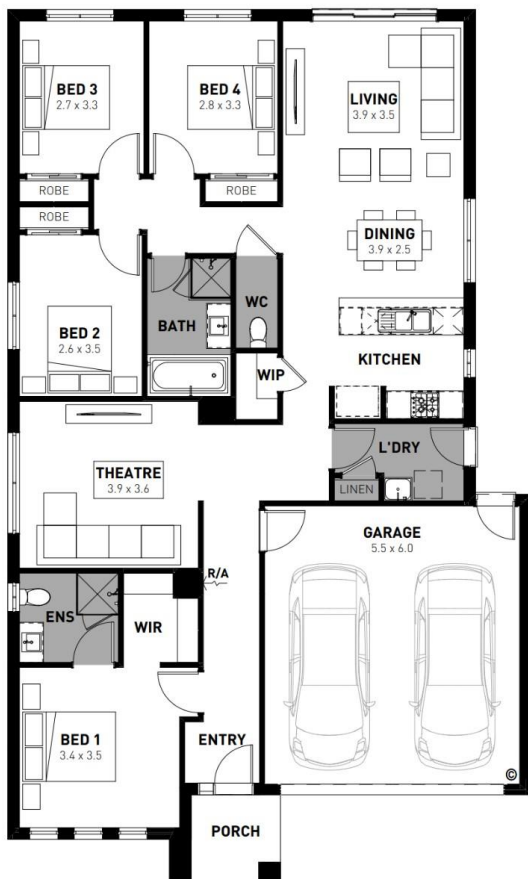 BED 3
2.7 x 3.3
BED 4
2.8 x 3.3
LIVING
3.9 x 3.5
ROBE
ROBE
ROBE
DINING
3.9 x 2.5
BATH
WC
BED 2
2.6 x 3.5
KITCHEN
WIP
L'DRY
THEATRE
3.9 x 3.6
LINEN
GARAGE
5.5 x 6.0
R/A
ENS
WIR
BED 1
3.4 x 3.5
ENTRY
©
PORCH